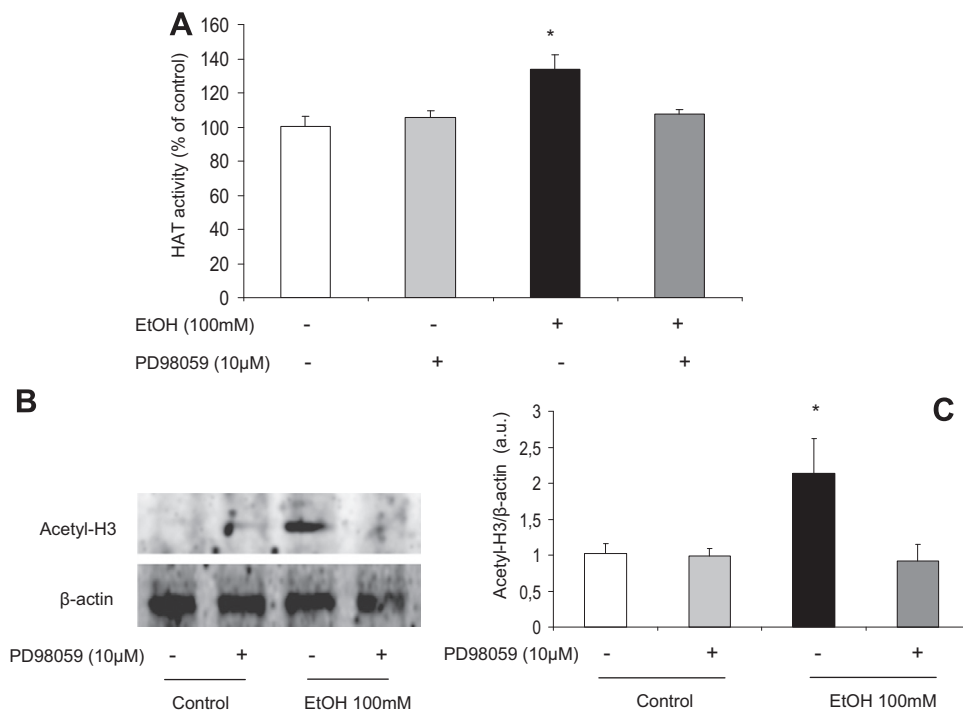 A
HAT activity (% of control)
160
*
140
120
100
80
60
40
20
0
EtOH (100mM) - - + +
PD98059 (10µM) - + - +
B
Acetyl-H3
β-actin
PD98059 (10µM) - + - +
Control EtOH 100mM
C
Acetyl-H3/β-actin (a.u.)
3
*
2,5
2
1,5
1
0,5
0
PD98059 (10µM) - + - +
Control EtOH 100mM